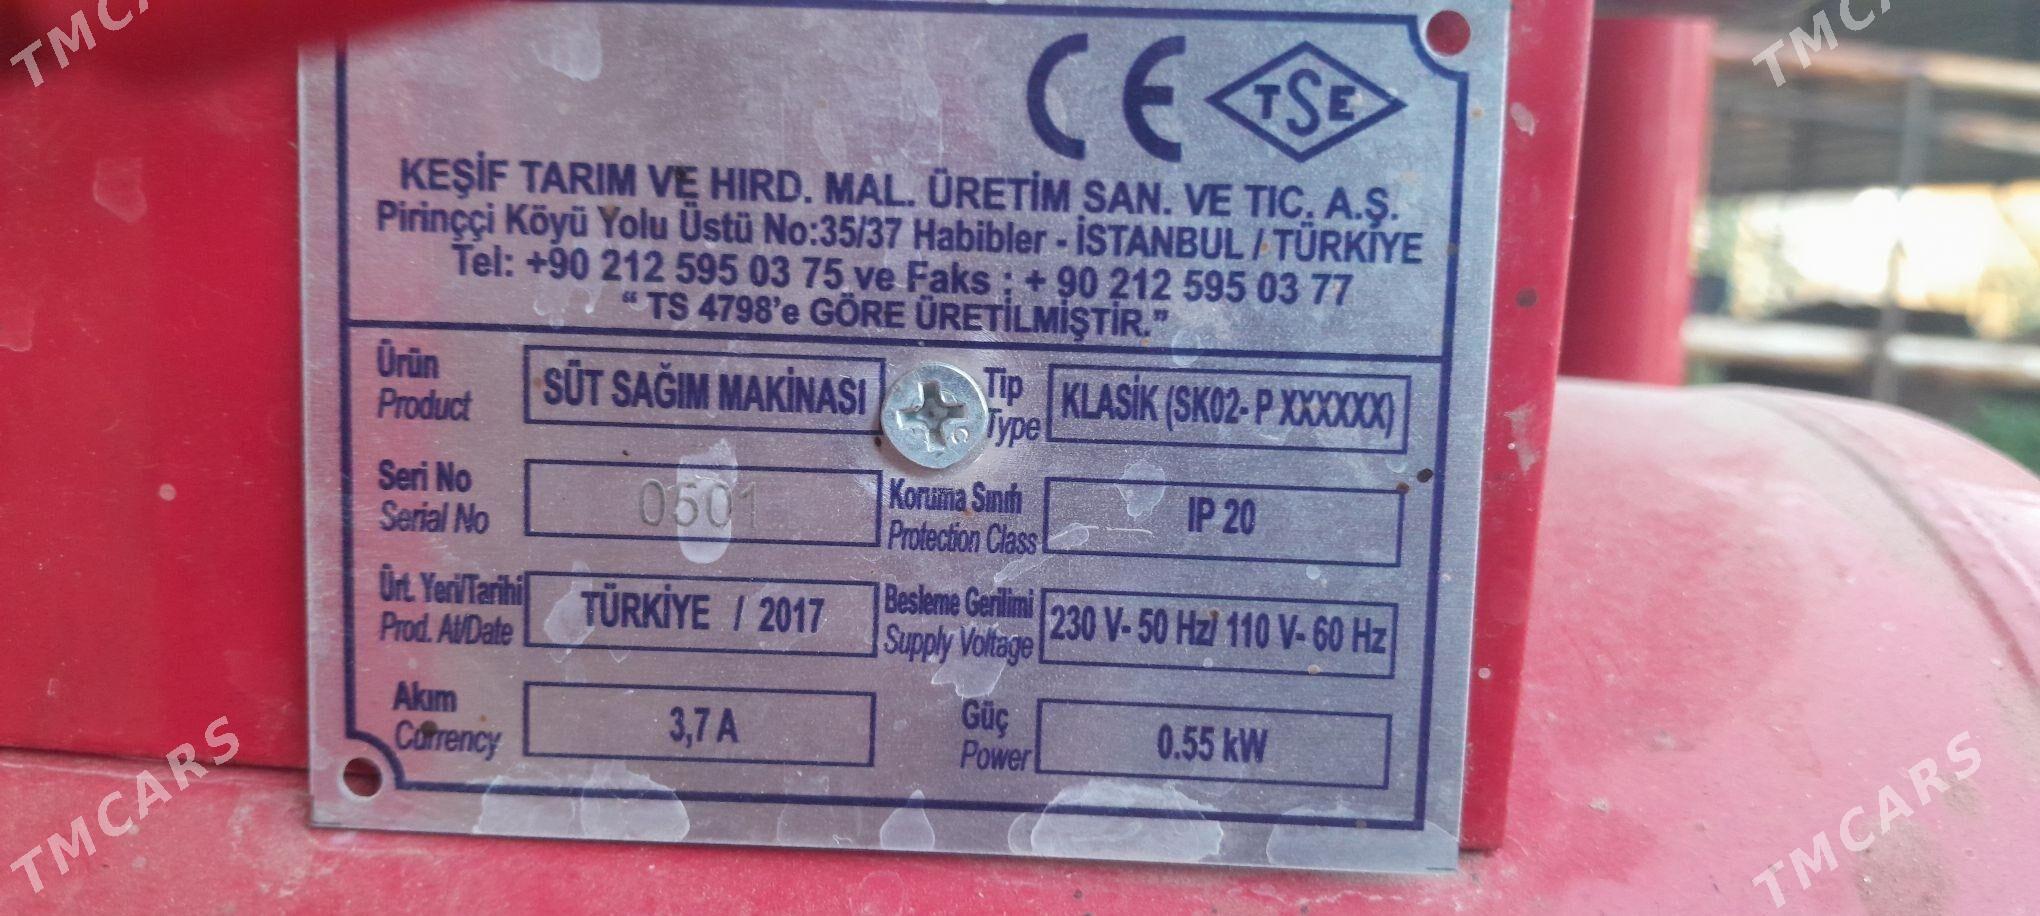 TMCARS
TMCARS
CE TSE
KEŞİF TARIM VE HIRD. MAL. ÜRETİM SAN. VE TIC. A.Ş.
Pirinççi Köyü Yolu Üstü No:35/37 Habibler - İSTANBUL / TÜRKİYE
Tel: +90 212 595 03 75 ve Faks : + 90 212 595 03 77
“ TS 4798’e GÖRE ÜRETİLMİŞTİR.”
Ürün
Product
SÜT SAĞIM MAKİNASI
Tip
Type
KLASİK (SK02- P XXXXXX)
Seri No
Serial No
0501
Koruma Sınıfı
Protection Class
IP 20
Ürt. Yeri/Tarihi
Prod. At/Date
TÜRKİYE / 2017
Besleme Gerilimi
Supply Voltage
230 V- 50 Hz/ 110 V- 60 Hz
Akım
Currency
3,7 A
Güç
Power
0.55 kW
TMCARS
TMCARS